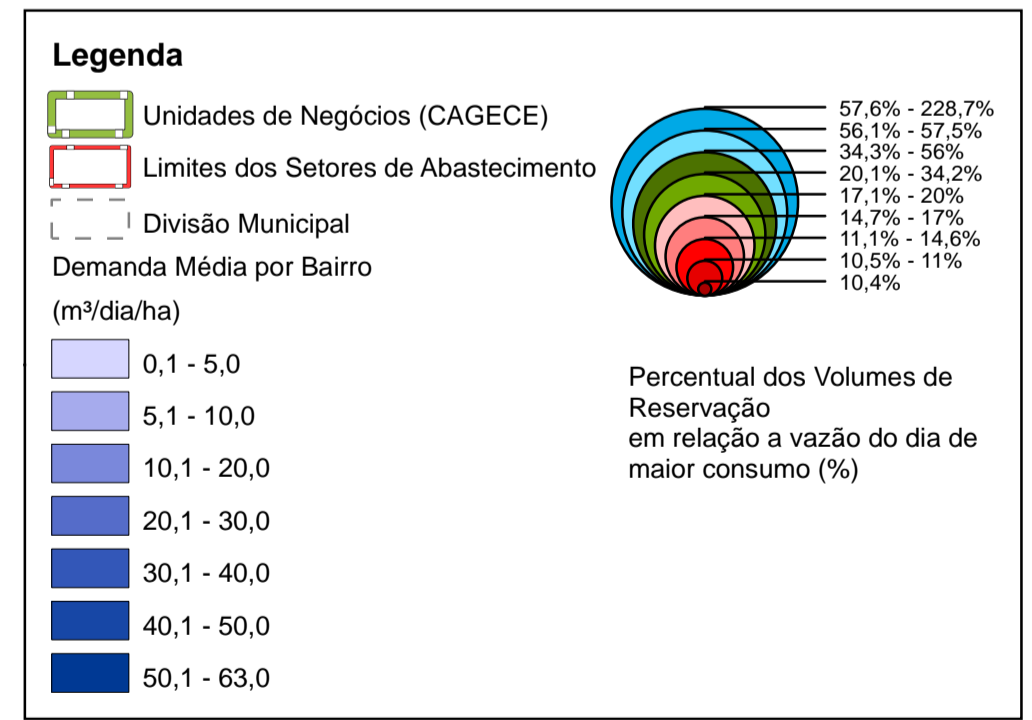 Legenda
Unidades de Negócios (CAGECE)
Limites dos Setores de Abastecimento
Divisão Municipal
Demanda Média por Bairro
(m³/dia/ha)
0,1 - 5,0
5,1 - 10,0
10,1 - 20,0
20,1 - 30,0
30,1 - 40,0
40,1 - 50,0
50,1 - 63,0
57,6% - 228,7%
56,1% - 57,5%
34,3% - 56%
20,1% - 34,2%
17,1% - 20%
14,7% - 17%
11,1% - 14,6%
10,5% - 11%
10,4%
Percentual dos Volumes de
Reservação
em relação a vazão do dia de
maior consumo (%)